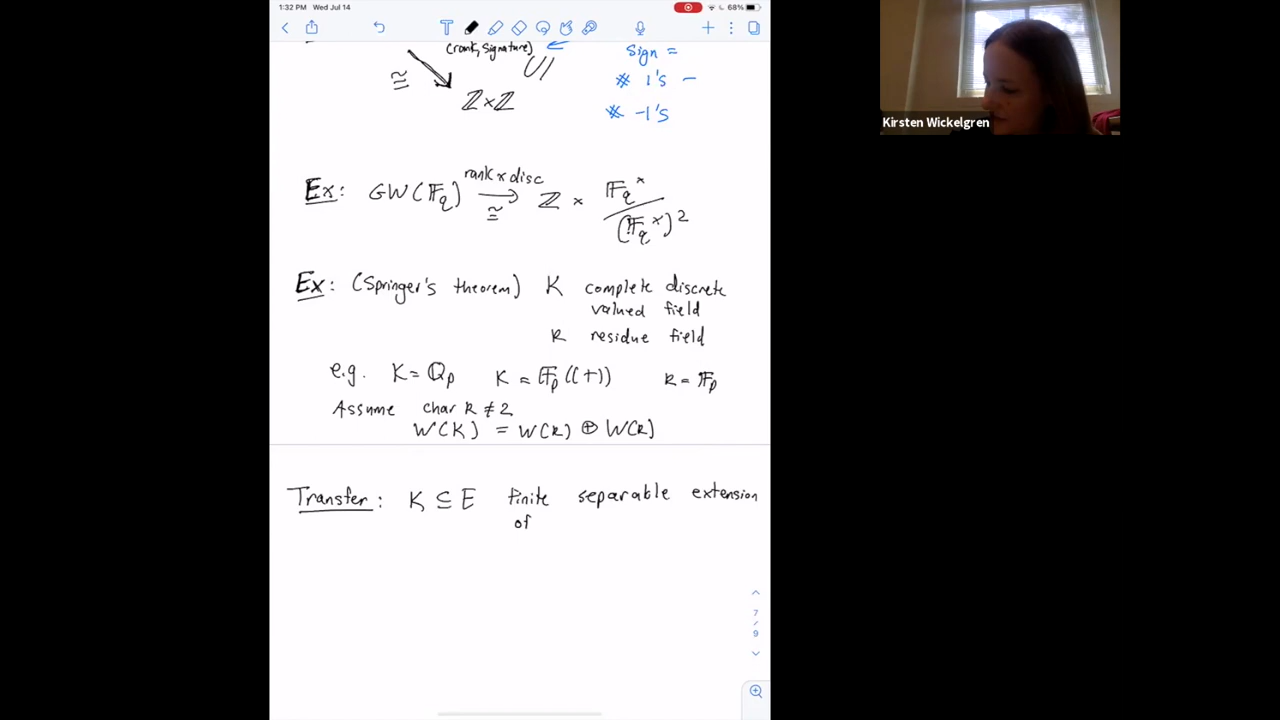 1:32 PM Wed Jul 14
68%
(rank, signature)
Sign =
≅
# 1's -
ℤ×ℤ
# -1's
Kirsten Wickelgren
Ex: GW(𝔽q) rank x disc → ≅ ℤ × 𝔽q^× / (𝔽q^×)^2
Ex: (Springer's theorem) K complete discrete
valued field
k residue field
e.g. K = ℚp K = 𝔽p((t)) k = 𝔽p
Assume char k ≠ 2
W(K) = W(k) ⊕ W(k)
Transfer: K ⊆ E finite separable extension
of
7
/
9